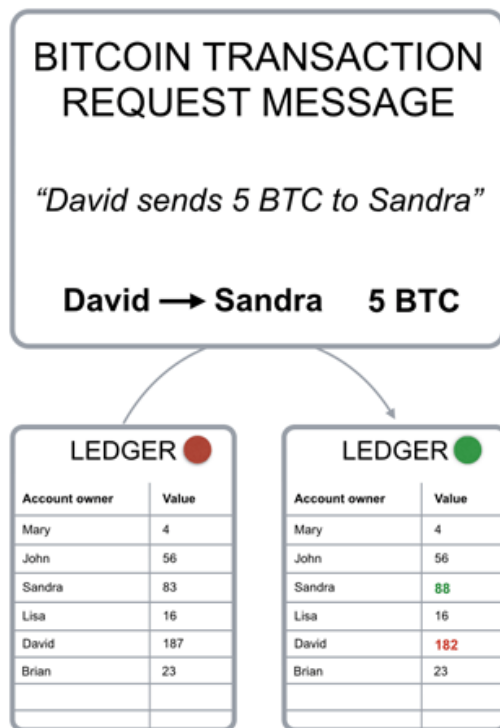 BITCOIN TRANSACTION
REQUEST MESSAGE
“David sends 5 BTC to Sandra”
David → Sandra 5 BTC
LEDGER
Account owner Value
Mary 4
John 56
Sandra 83
Lisa 16
David 187
Brian 23
LEDGER
Account owner Value
Mary 4
John 56
Sandra 88
Lisa 16
David 182
Brian 23